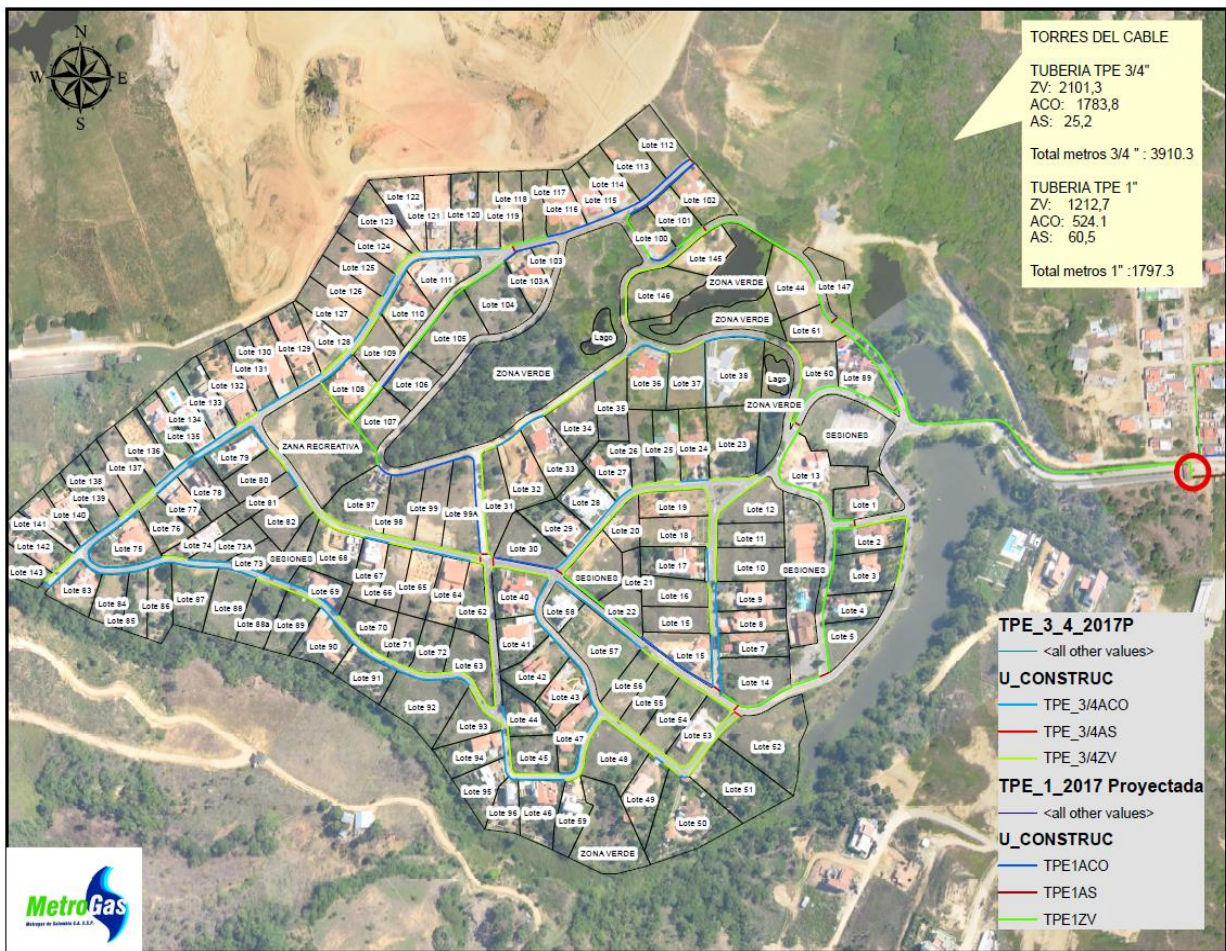 N
W
E
S
TORRES DEL CABLE
TUBERIA TPE 3/4"
ZV: 2101,3
ACO: 1783,8
AS: 25,2
Total metros 3/4 " : 3910.3
TUBERIA TPE 1"
ZV: 1212,7
ACO: 524.1
AS: 60,5
Total metros 1" :1797.3
Lote 112
Lote 113
Lote 114
Lote 115
Lote 102
Lote 101
Lote 100
Lote 122
Lote 121
Lote 120
Lote 118
Lote 119
Lote 117
Lote 116
Lote 123
Lote 124
Lote 125
Lote 126
Lote 127
Lote 128
Lote 111
Lote 110
Lote 109
Lote 108
Lote 103
Lote 103A
Lote 104
Lote 105
Lote 106
Lote 107
Lote 145
Lote 146
ZONA VERDE
ZONA VERDE
Lote 44
Lote 147
Lote 61
Lago
ZONA VERDE
Lote 130
Lote 129
Lote 131
Lote 132
Lote 133
Lote 134
Lote 135
Lote 136
Lote 137
Lote 138
Lote 139
Lote 140
Lote 141
Lote 142
Lote 143
ZANA RECREATIVA
Lote 79
Lote 80
Lote 81
Lote 82
Lote 78
Lote 77
Lote 76
Lote 75
Lote 74
Lote 73A
Lote 73
SESIONES
Lote 36
Lote 37
Lote 38
Lago
Lote 60
Lote 89
ZONA VERDE
SESIONES
Lote 35
Lote 34
Lote 33
Lote 32
Lote 31
Lote 26
Lote 25
Lote 24
Lote 23
Lote 27
Lote 28
Lote 29
Lote 30
Lote 13
Lote 1
Lote 2
Lote 3
Lote 4
Lote 5
Lote 97
Lote 98
Lote 99
Lote 99A
Lote 19
Lote 20
Lote 18
Lote 17
Lote 16
Lote 15
Lote 15
Lote 12
Lote 11
Lote 10
Lote 9
Lote 8
Lote 7
Lote 14
SESIONES
SESIONES
Lote 21
Lote 22
Lote 83
Lote 84
Lote 85
Lote 86
Lote 87
Lote 88
Lote 88a
Lote 89
Lote 90
Lote 91
Lote 92
Lote 93
Lote 94
Lote 95
Lote 96
Lote 68
Lote 67
Lote 66
Lote 65
Lote 64
Lote 69
Lote 70
Lote 71
Lote 72
Lote 63
Lote 62
Lote 40
Lote 41
Lote 42
Lote 43
Lote 44
Lote 45
Lote 46
Lote 47
Lote 48
Lote 49
Lote 50
Lote 51
Lote 52
Lote 53
Lote 54
Lote 55
Lote 56
Lote 57
Lote 58
Lote 59
ZONA VERDE
TPE_3_4_2017P
<all other values>
U_CONSTRUC
TPE_3/4ACO
TPE_3/4AS
TPE_3/4ZV
TPE_1_2017 Proyectada
<all other values>
U_CONSTRUC
TPE1ACO
TPE1AS
TPE1ZV
MetroGas
Metrogas de Colombia S.A. E.S.P.